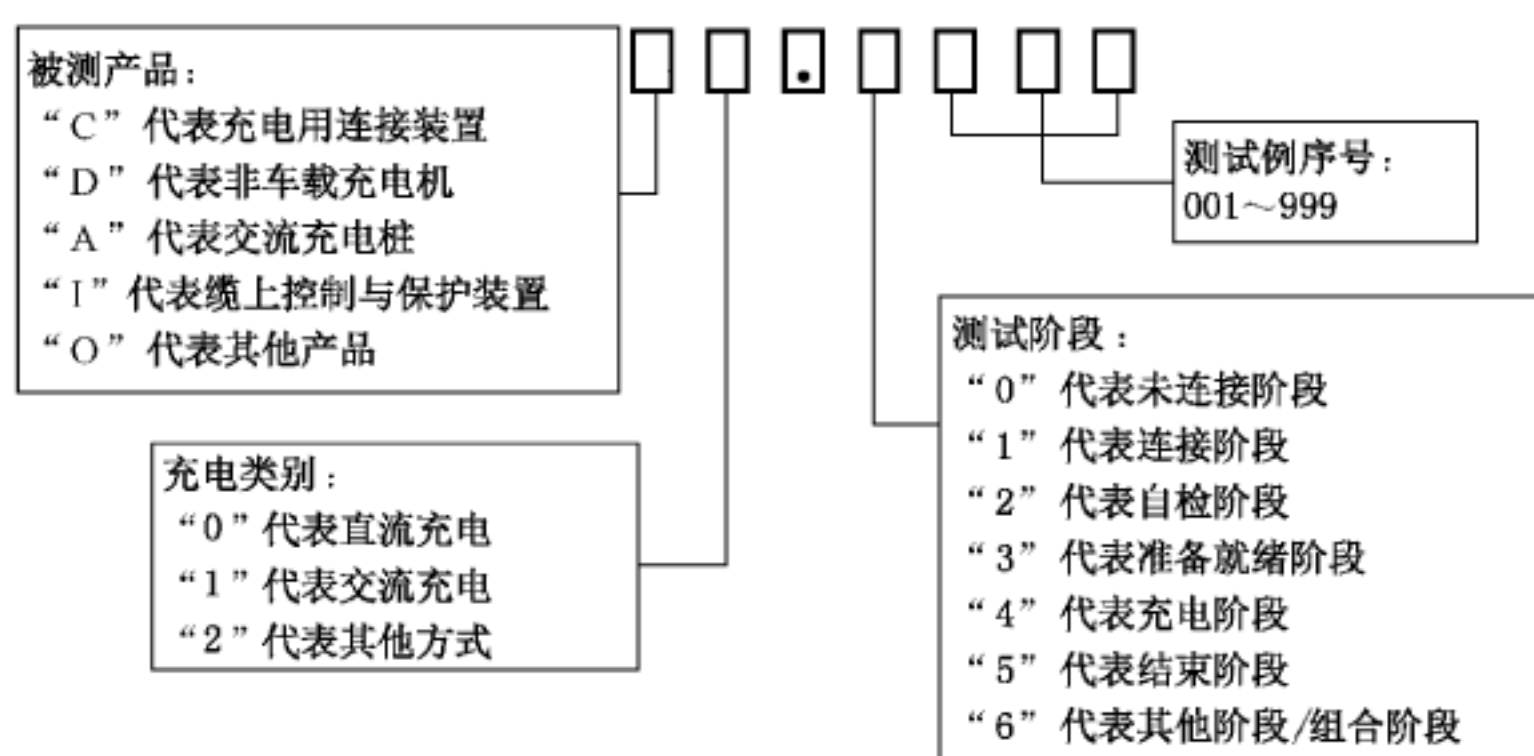 被测产品：
“C” 代表充电用连接装置
“D” 代表非车载充电机
“A” 代表交流充电桩
“I” 代表缆上控制与保护装置
“O” 代表其他产品
.
测试例序号：
001～999
充电类别：
“0”代表直流充电
“1”代表交流充电
“2”代表其他方式
测试阶段：
“0” 代表未连接阶段
“1” 代表连接阶段
“2” 代表自检阶段
“3” 代表准备就绪阶段
“4” 代表充电阶段
“5” 代表结束阶段
“6” 代表其他阶段/组合阶段